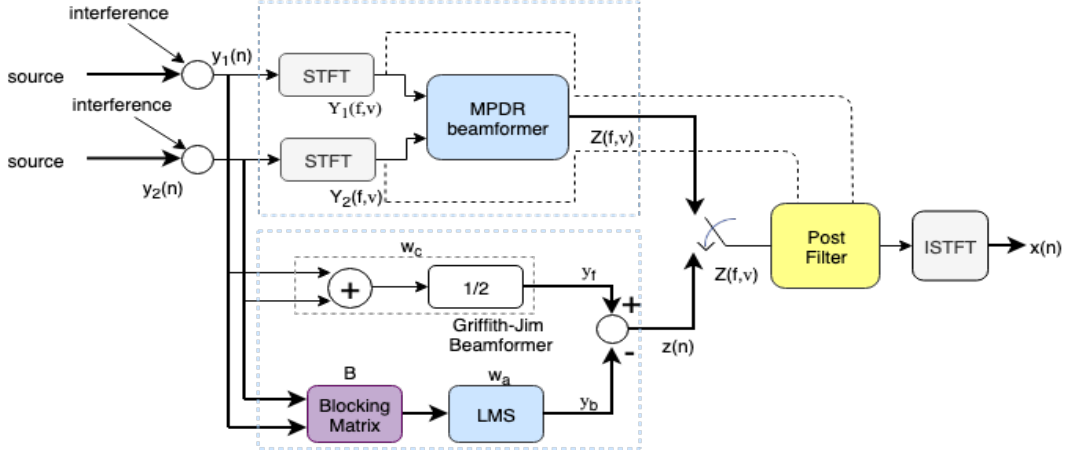 interference
source
y1(n)
STFT
Y1(f,v)
interference
source
y2(n)
STFT
Y2(f,v)
MPDR
beamformer
Z(f,v)
wc
+
1/2
yf
Griffith-Jim
Beamformer
+
-
z(n)
B
Blocking
Matrix
wa
LMS
yb
Z(f,v)
Post
Filter
ISTFT
x(n)